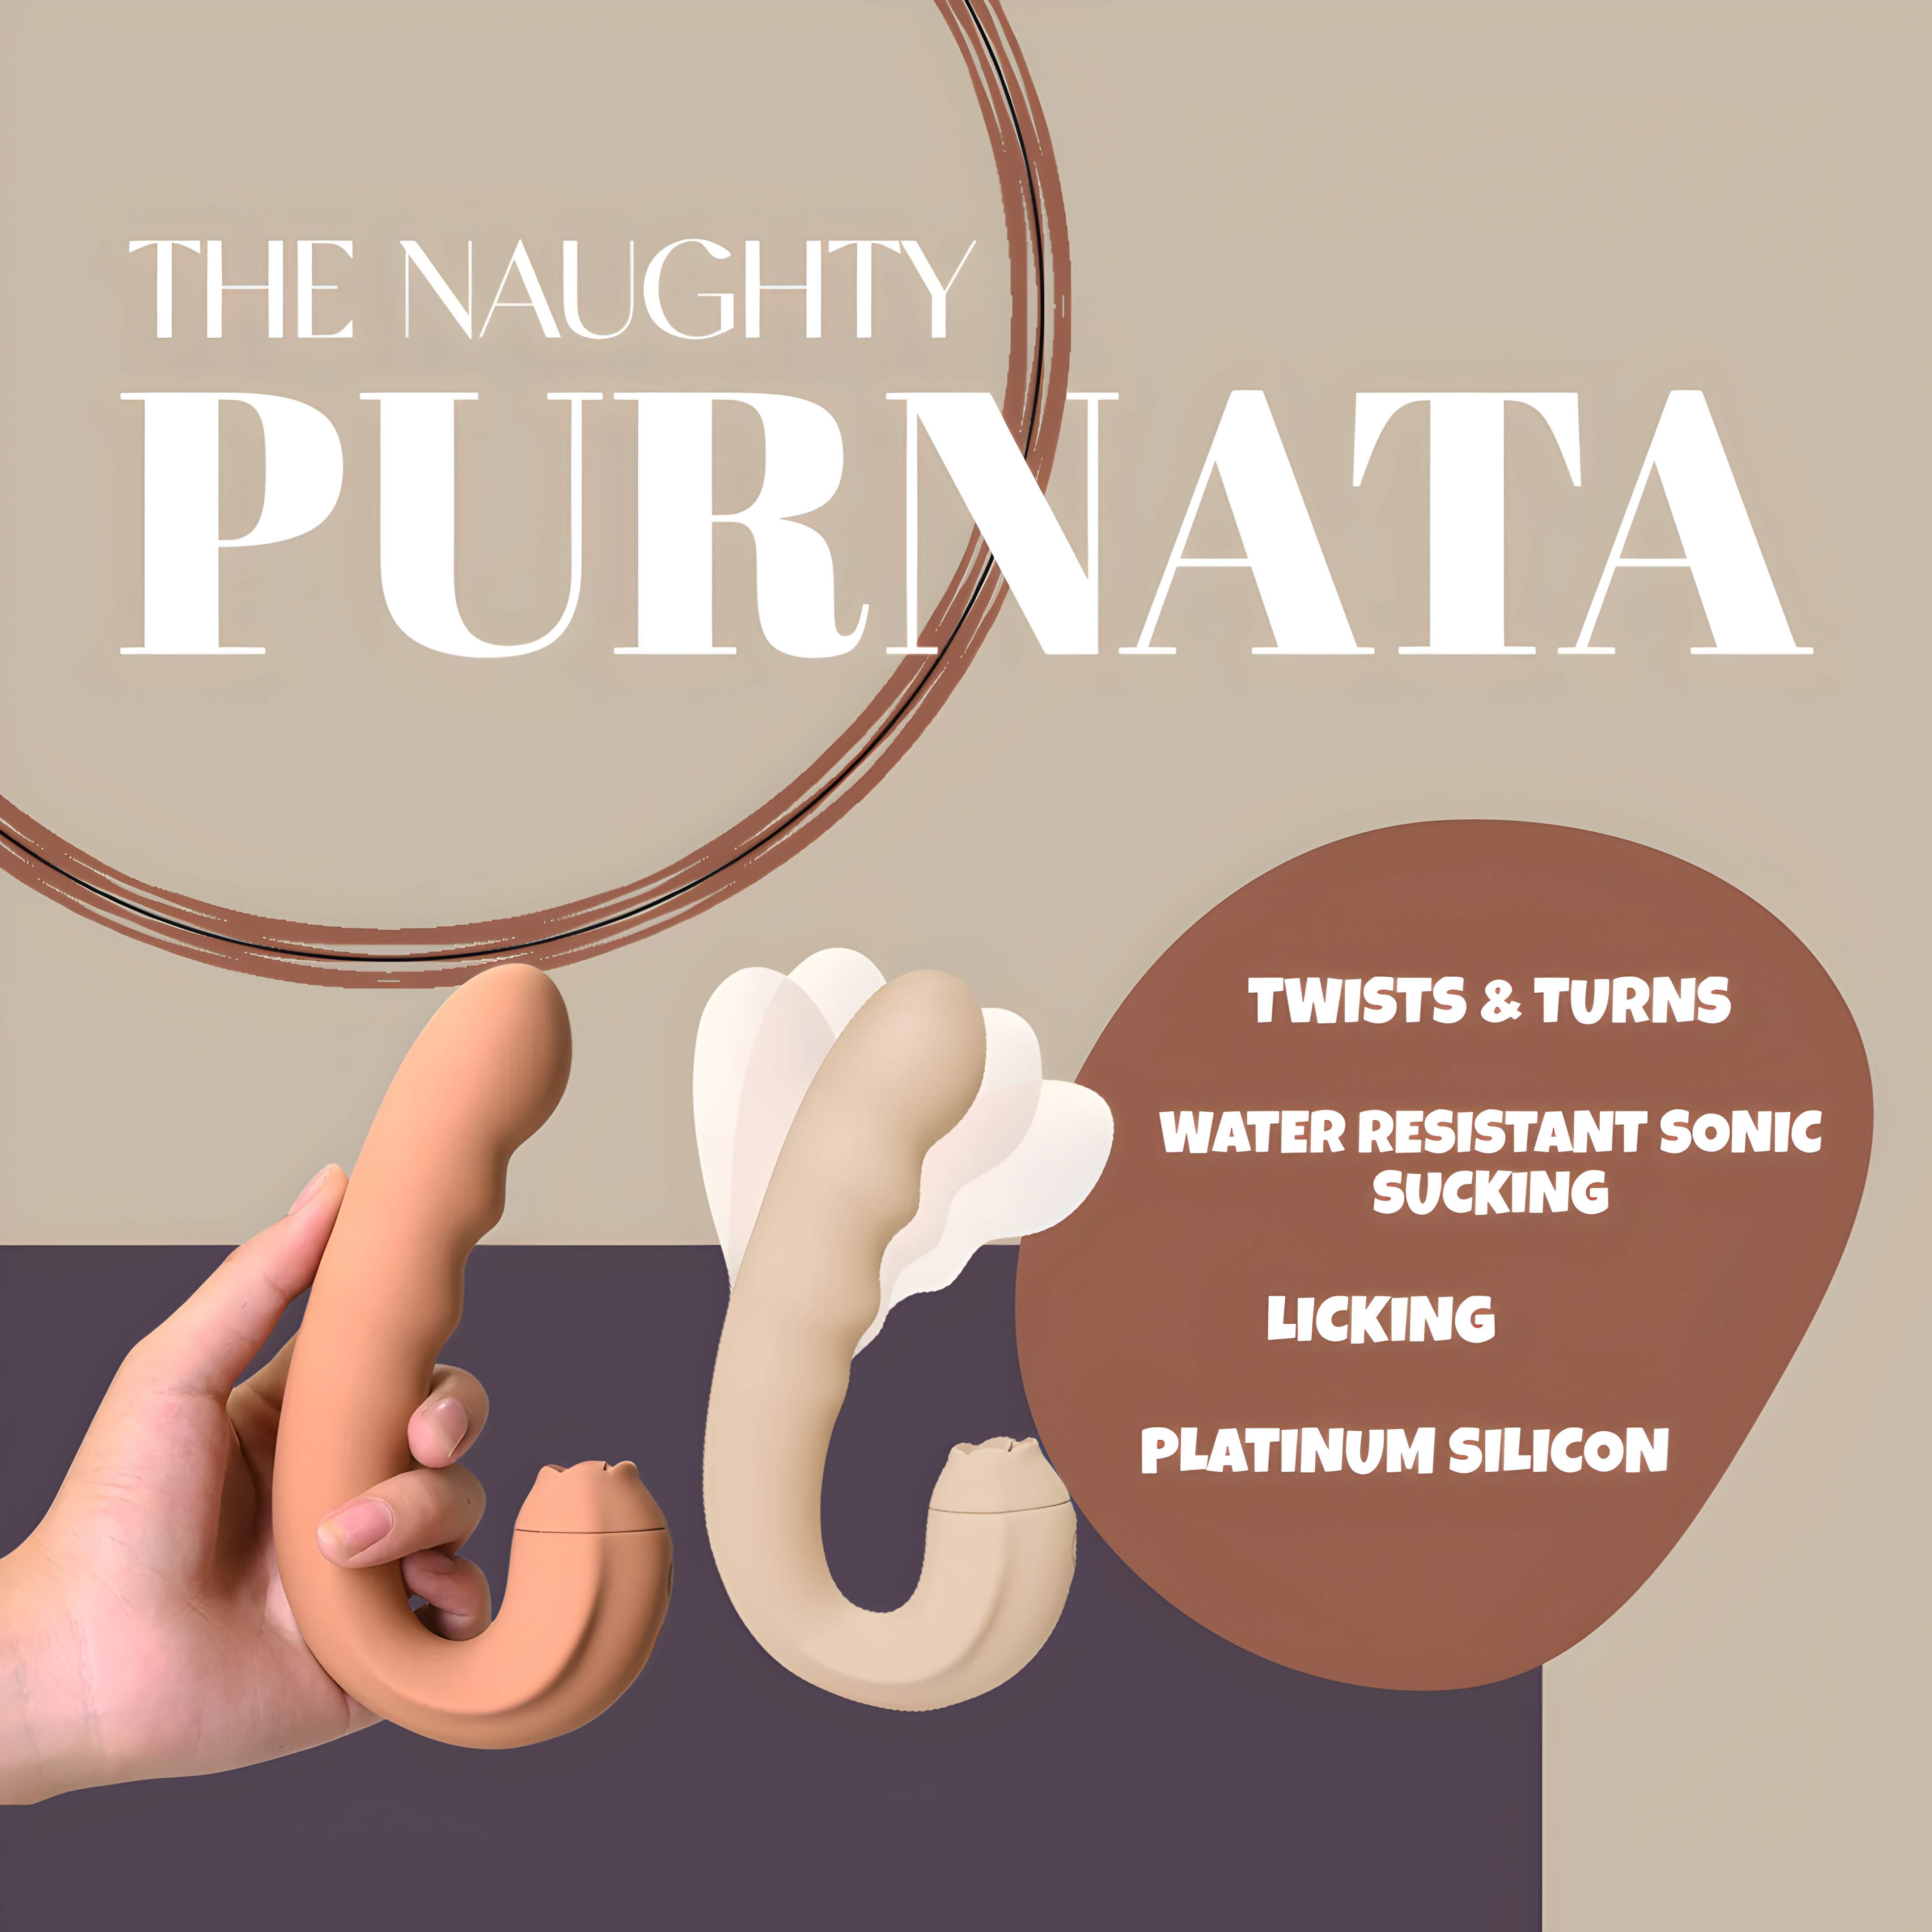 THE NAUGHTY
PURNATA
TWISTS & TURNS
WATER RESISTANT SONIC
SUCKING
LICKING
PLATINUM SILICON